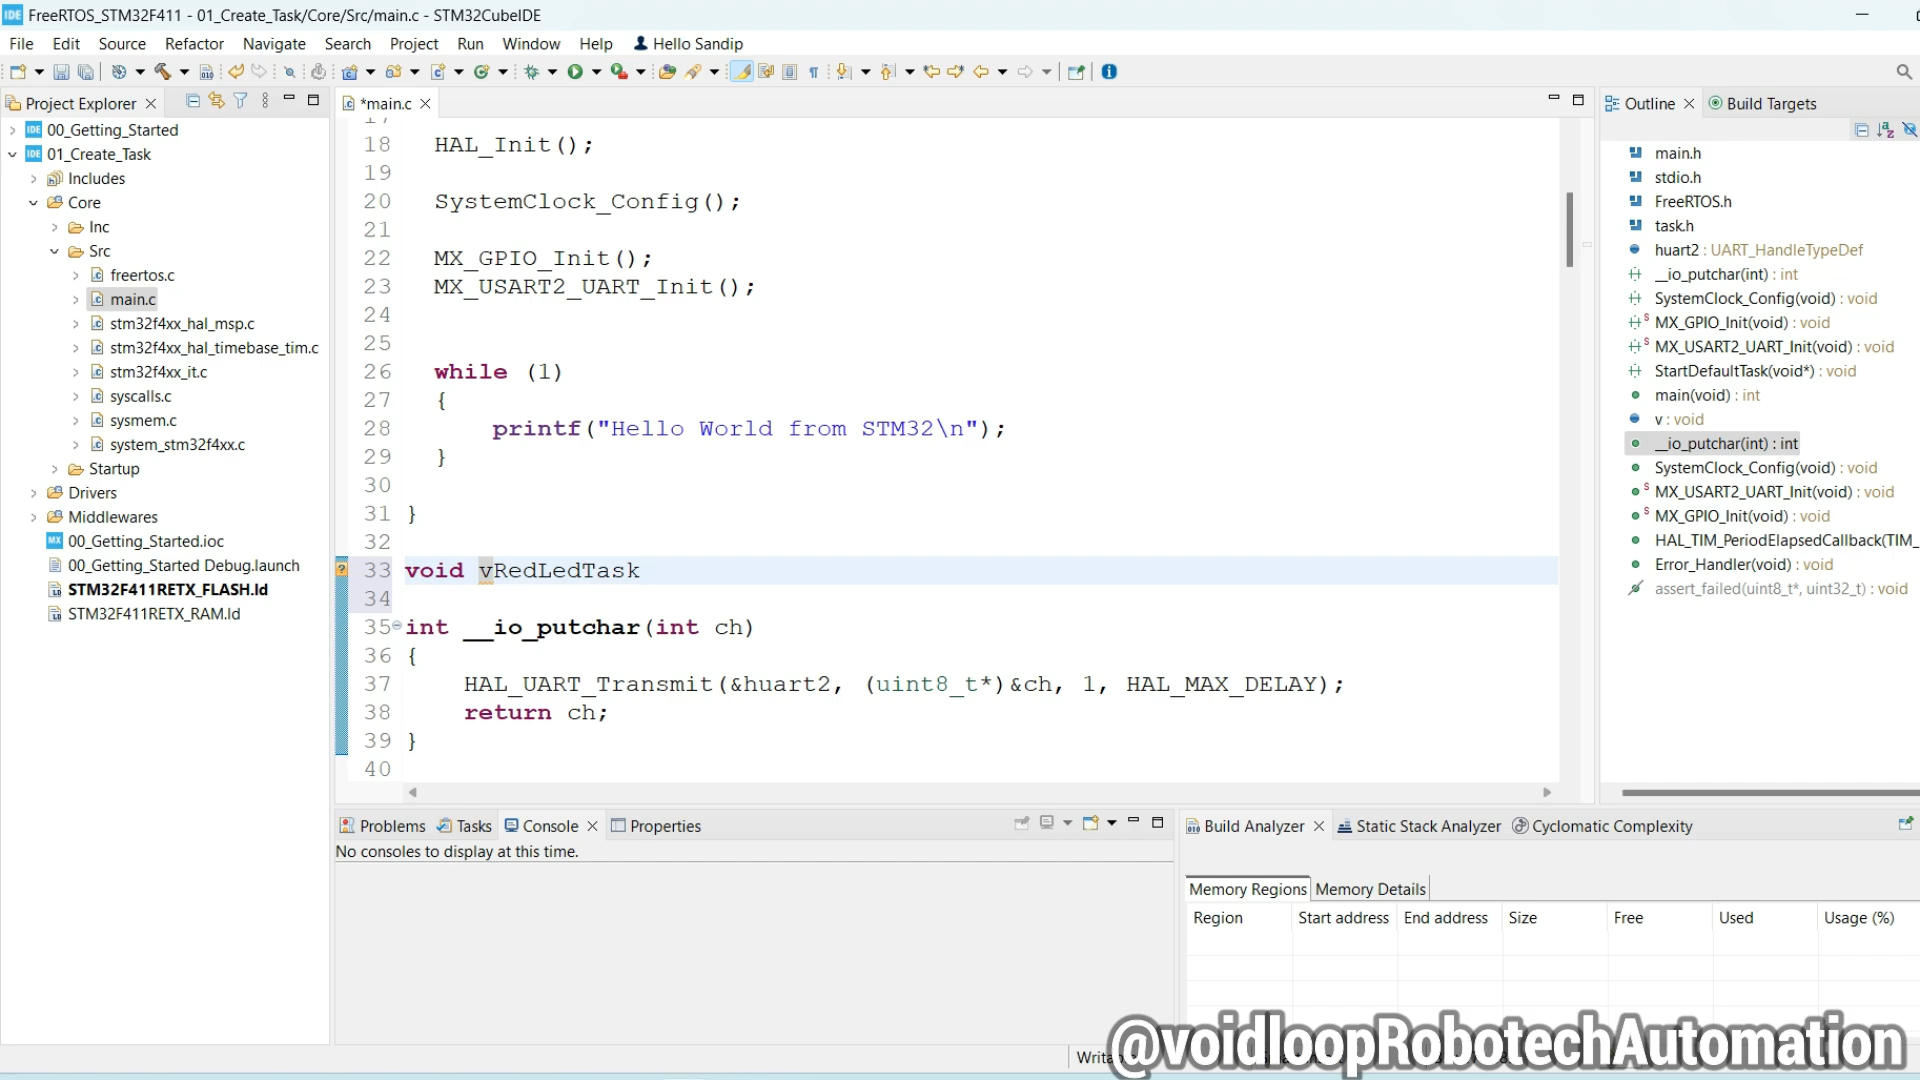 IDE FreeRTOS_STM32F411 - 01_Create_Task/Core/Src/main.c - STM32CubeIDE
File Edit Source Refactor Navigate Search Project Run Window Help Hello Sandip
Project Explorer
00_Getting_Started
01_Create_Task
Includes
Core
Inc
Src
freertos.c
main.c
stm32f4xx_hal_msp.c
stm32f4xx_hal_timebase_tim.c
stm32f4xx_it.c
syscalls.c
sysmem.c
system_stm32f4xx.c
Startup
Drivers
Middlewares
00_Getting_Started.ioc
00_Getting_Started Debug.launch
STM32F411RETX_FLASH.ld
STM32F411RETX_RAM.ld
*main.c
17
18 HAL_Init();
19
20 SystemClock_Config();
21
22 MX_GPIO_Init();
23 MX_USART2_UART_Init();
24
25
26 while (1)
27 {
28 printf("Hello World from STM32\n");
29 }
30
31 }
32
33 void vRedLedTask
34
35 int __io_putchar(int ch)
36 {
37 HAL_UART_Transmit(&huart2, (uint8_t*)&ch, 1, HAL_MAX_DELAY);
38 return ch;
39 }
40
Outline Build Targets
main.h
stdio.h
FreeRTOS.h
task.h
huart2 : UART_HandleTypeDef
__io_putchar(int) : int
SystemClock_Config(void) : void
MX_GPIO_Init(void) : void
MX_USART2_UART_Init(void) : void
StartDefaultTask(void*) : void
main(void) : int
v : void
__io_putchar(int) : int
SystemClock_Config(void) : void
MX_USART2_UART_Init(void) : void
MX_GPIO_Init(void) : void
HAL_TIM_PeriodElapsedCallback(TIM_
Error_Handler(void) : void
assert_failed(uint8_t*, uint32_t) : void
Problems Tasks Console Properties
No consoles to display at this time.
Build Analyzer Static Stack Analyzer Cyclomatic Complexity
Memory Regions Memory Details
Region Start address End address Size Free Used Usage (%)
@voidloopRobotechAutomation